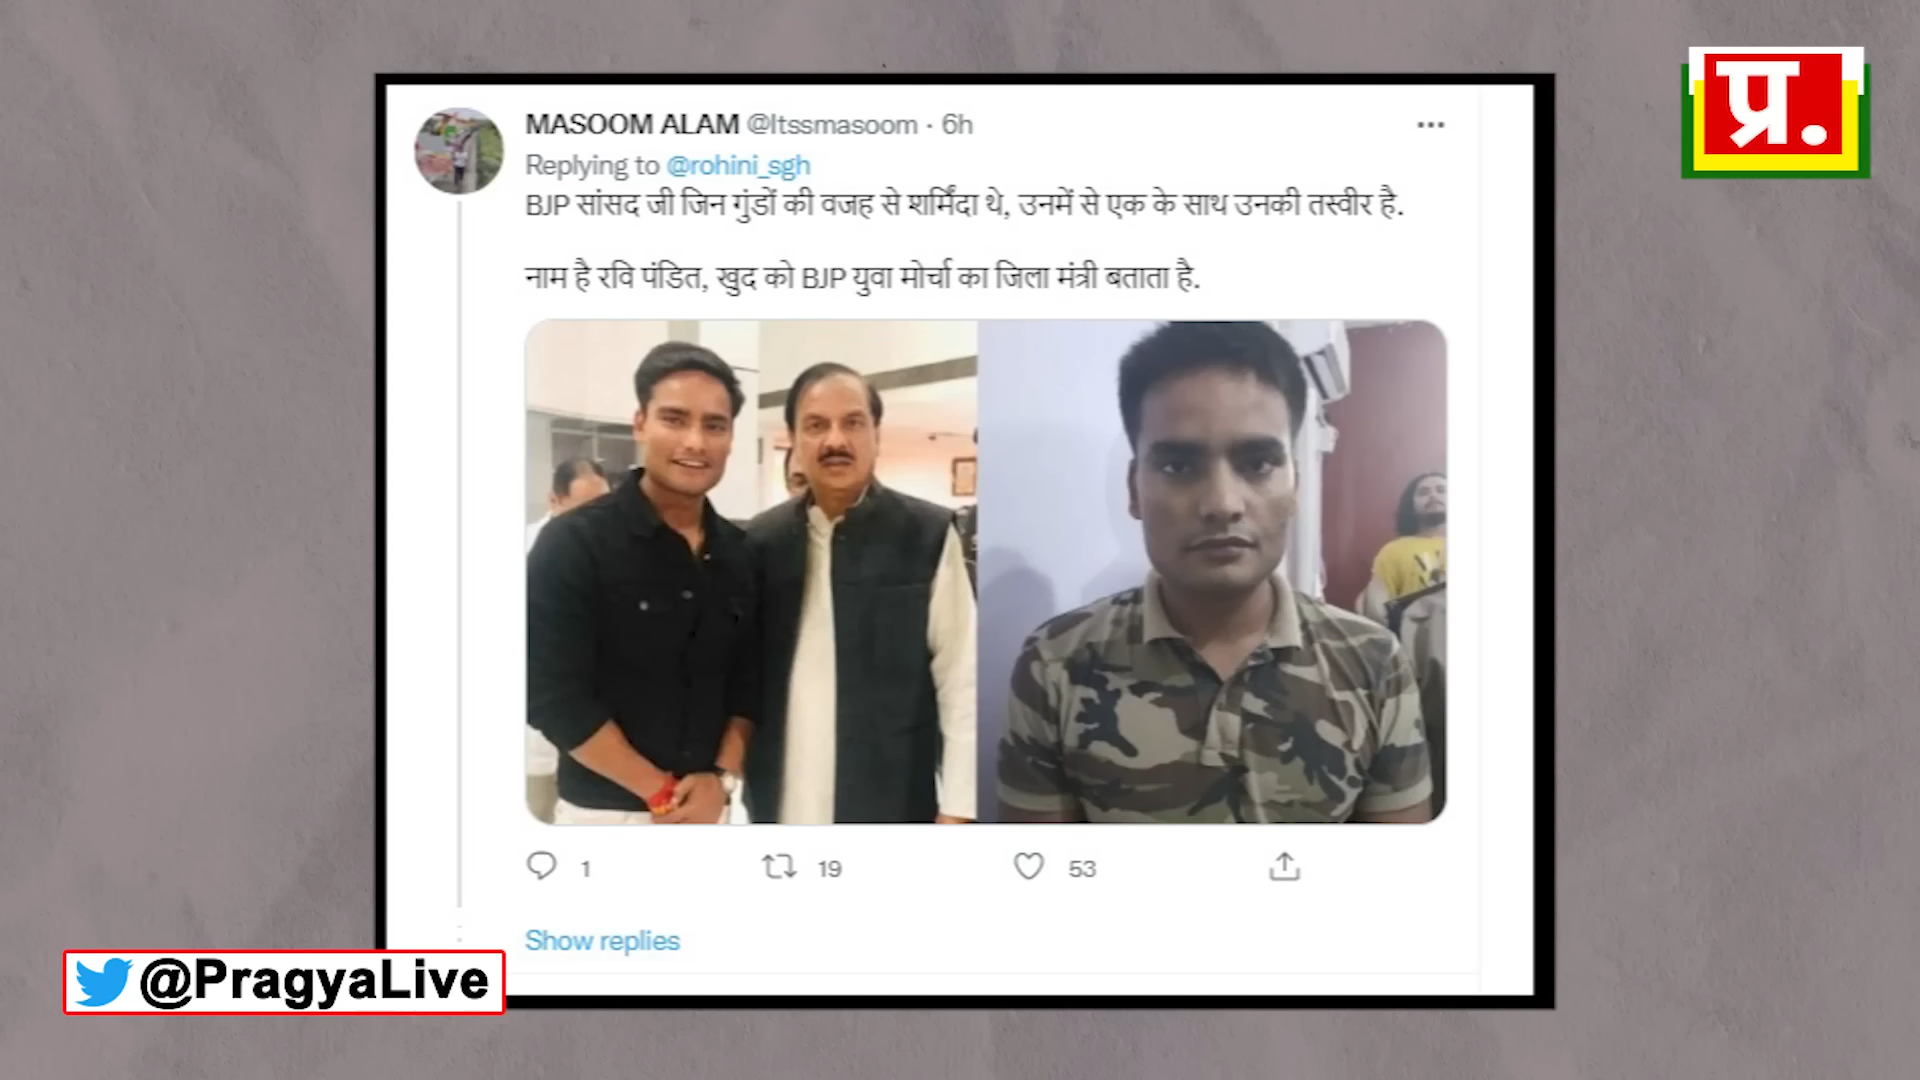 प्र.
MASOOM ALAM @Itssmasoom · 6h
Replying to @rohini_sgh
BJP सांसद जी जिन गुंडों की वजह से शर्मिंदा थे, उनमें से एक के साथ उनकी तस्वीर है.
नाम है रवि पंडित, खुद को BJP युवा मोर्चा का जिला मंत्री बताता है.
1 19 53
Show replies
@PragyaLive